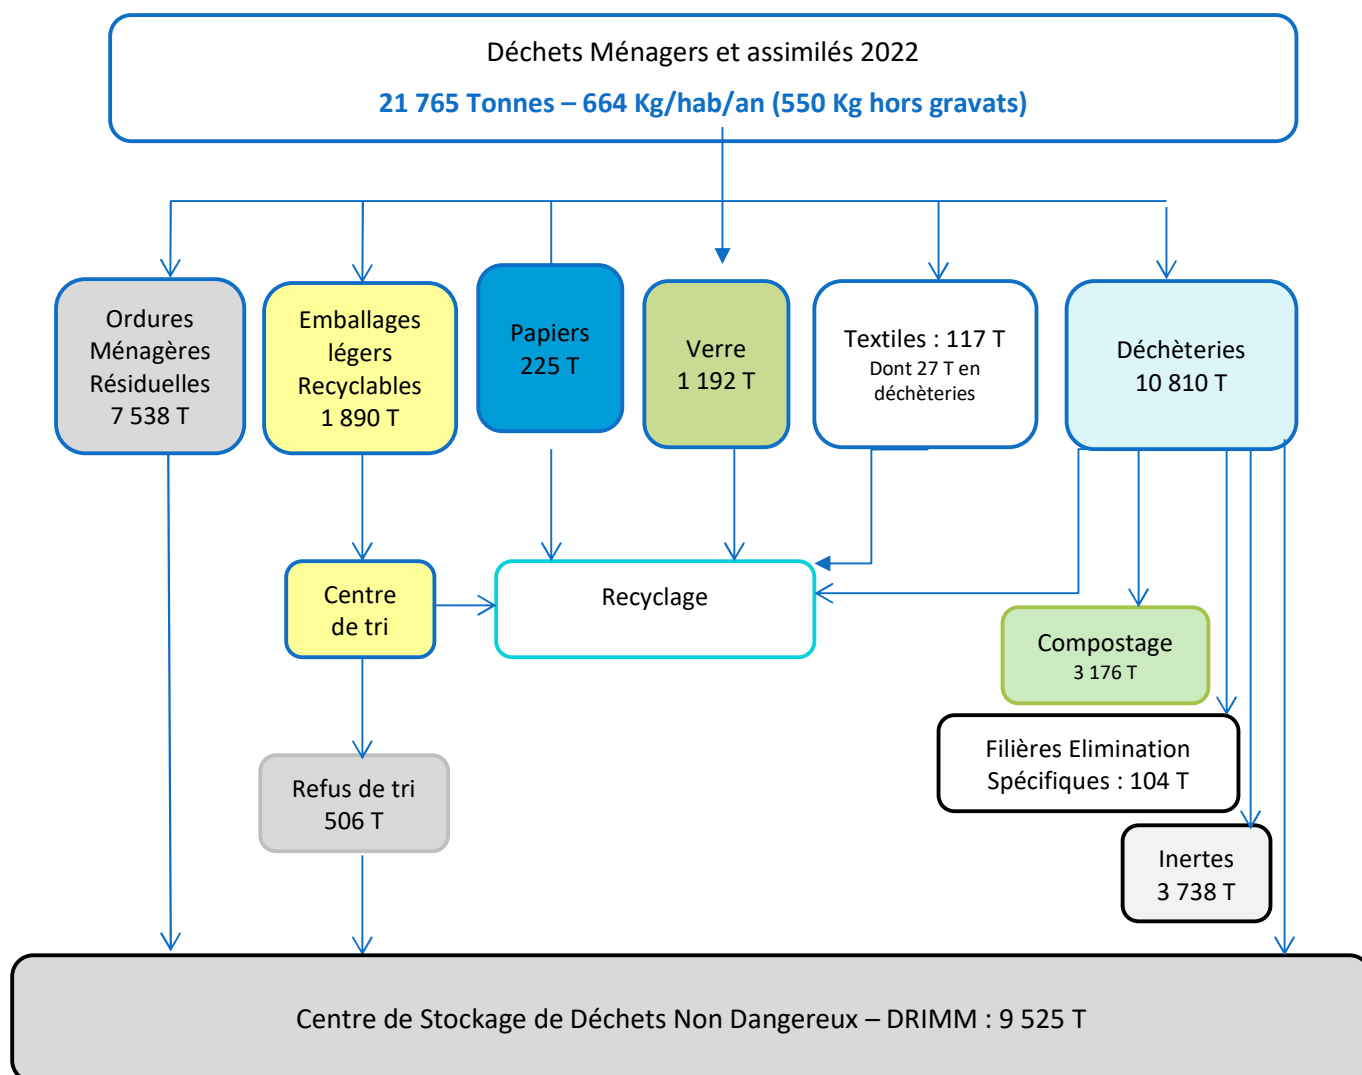 Déchets Ménagers et assimilés 2022
21 765 Tonnes – 664 Kg/hab/an (550 Kg hors gravats)
Ordures
Ménagères
Résiduelles
7 538 T
Emballages
légers
Recyclables
1 890 T
Papiers
225 T
Verre
1 192 T
Textiles : 117 T
Dont 27 T en
déchèteries
Déchèteries
10 810 T
Centre
de tri
Recyclage
Compostage
3 176 T
Filières Elimination
Spécifiques : 104 T
Refus de tri
506 T
Inertes
3 738 T
Centre de Stockage de Déchets Non Dangereux – DRIMM : 9 525 T